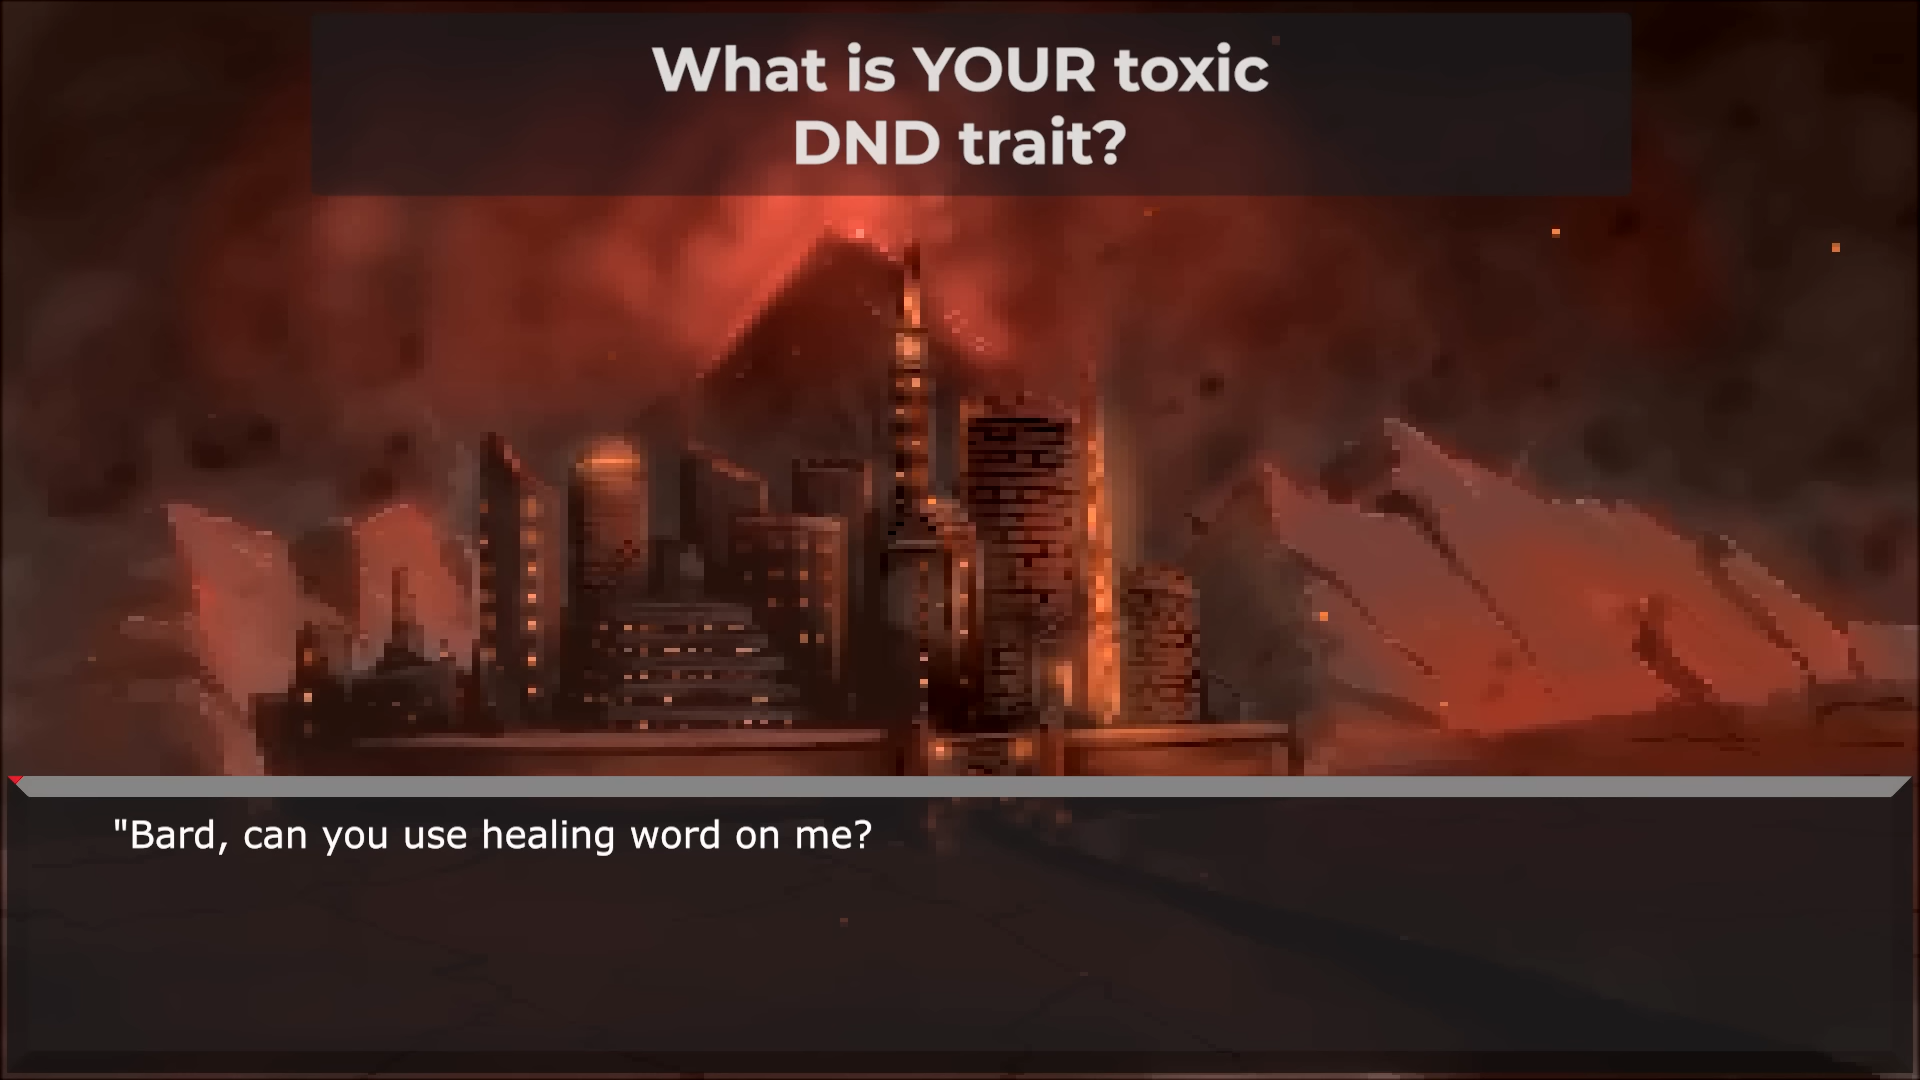 What is YOUR toxic
DND trait?
"Bard, can you use healing word on me?